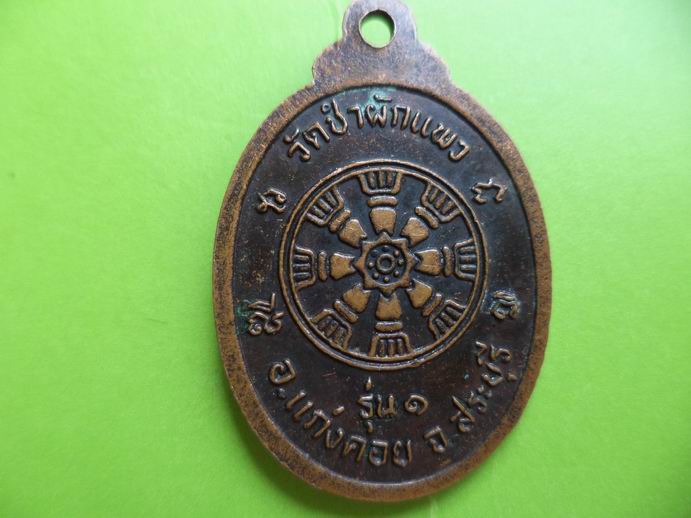 วัดชำผักแพว
รุ่น ๑
อ.แก่งคอย จ.สระบุรี